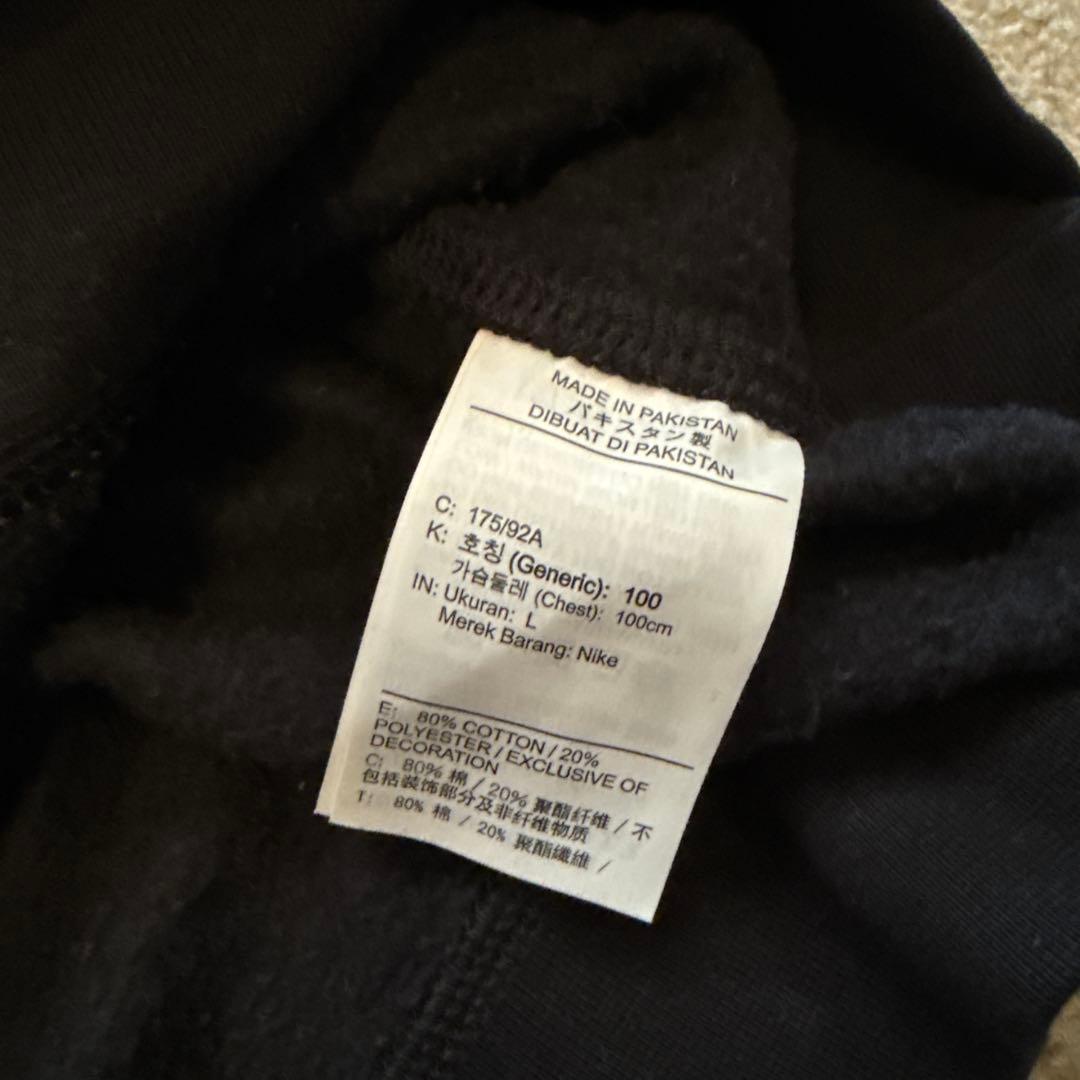 MADE IN PAKISTAN
パキスタン製
DIBUAT DI PAKISTAN
C: 175/92A
K: 호칭 (Generic): 100
가슴둘레 (Chest): 100cm
IN: Ukuran: L
Merek Barang: Nike
E: 80% COTTON / 20%
POLYESTER / EXCLUSIVE OF
DECORATION
C: 80% 棉 / 20% 聚酯纤维 / 不
包括装饰部分及非纤维物质
T: 80% 棉 / 20% 聚酯纖維 /